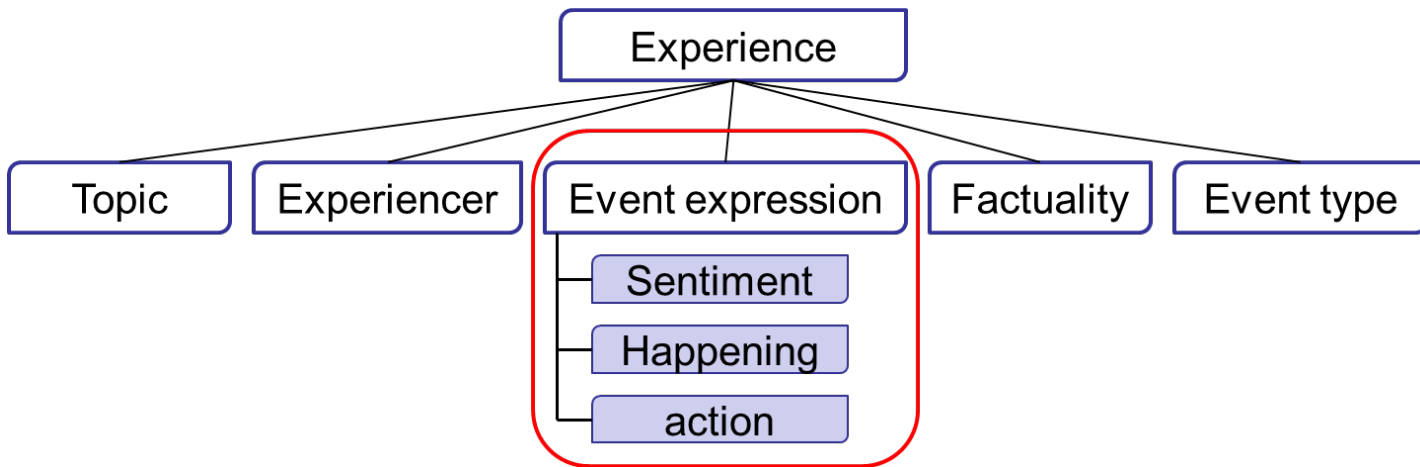 Experience
Topic
Experiencer
Event expression
Factuality
Event type
Sentiment
Happening
action